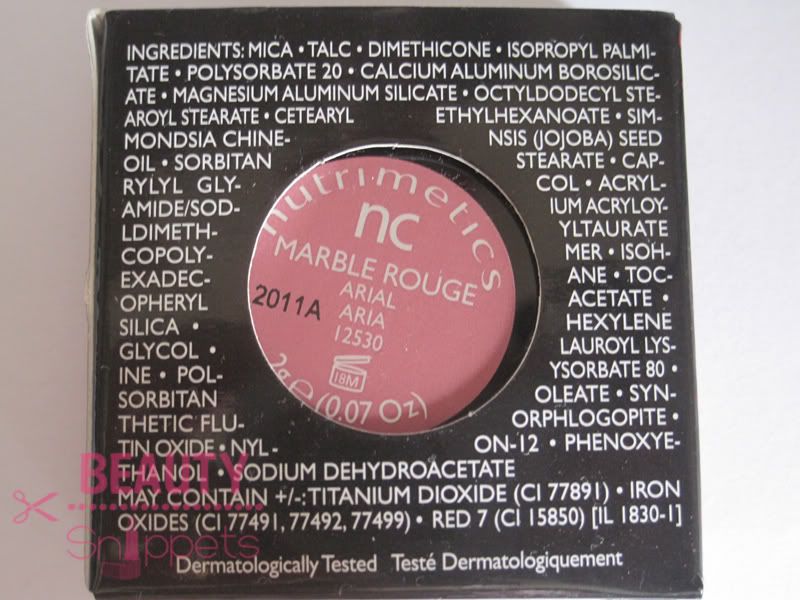 INGREDIENTS: MICA • TALC • DIMETHICONE • ISOPROPYL PALMI-
TATE • POLYSORBATE 20 • CALCIUM ALUMINUM BOROSILIC-
ATE • MAGNESIUM ALUMINUM SILICATE • OCTYLDODECYL STE-
AROYL STEARATE • CETEARYL ETHYLHEXANOATE • SIM-
MONDSIA CHINE- NSIS (JOJOBA) SEED
OIL • SORBITAN STEARATE • CAP-
RYLYL GLY- COL • ACRYL-
AMIDE/SOD- IUM ACRYLOY-
LDIMETH- YLTAURATE
COPOLY- MER • ISOH-
EXADEC- ANE • TOC-
OPHERYL ACETATE •
SILICA • HEXYLENE
GLYCOL • LAUROYL LYS-
INE • POL- YSORBATE 80 •
SORBITAN OLEATE • SYN-
THETIC FLU- ORPHLOGOPITE •
TIN OXIDE • NYL- ON-12 • PHENOXYE-
THANOL • SODIUM DEHYDROACETATE
MAY CONTAIN +/-: TITANIUM DIOXIDE (CI 77891) • IRON
OXIDES (CI 77491, 77492, 77499) • RED 7 (CI 15850) [IL 1830-1]
Dermatologically Tested Testé Dermatologiquement
nutrimetics
nc
MARBLE ROUGE
ARIAL
ARIA
12530
2011A
18M
2g e (0.07 Oz)
BEAUTY
Snippets